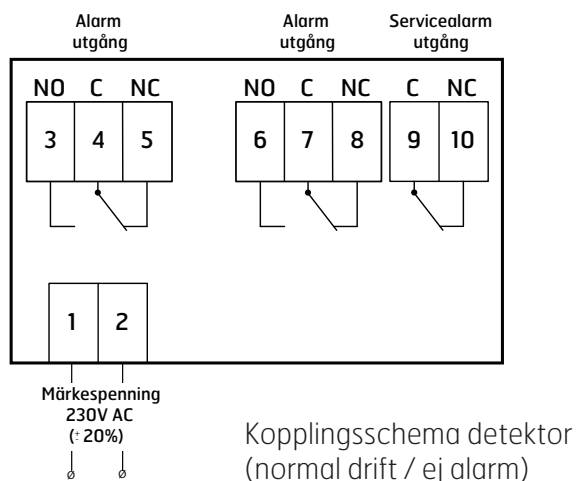 Alarm Alarm Servicealarm
utgång utgång utgång
NO C NC NO C NC C NC
3 4 5 6 7 8 9 10
1 2
Märkespenning
230V AC
(± 20%)
ø ø
Kopplingsschema detektor
(normal drift / ej alarm)